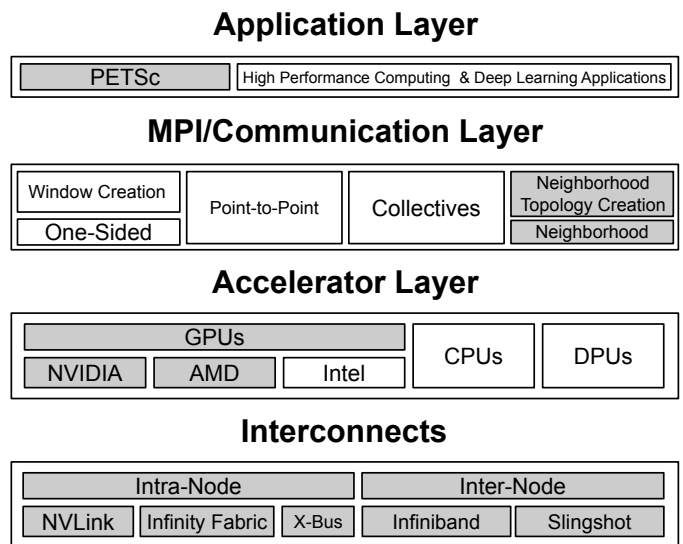 Application Layer
PETSc
High Performance Computing & Deep Learning Applications
MPI/Communication Layer
Window Creation
One-Sided
Point-to-Point
Collectives
Neighborhood
Topology Creation
Neighborhood
Accelerator Layer
GPUs
NVIDIA
AMD
Intel
CPUs
DPUs
Interconnects
Intra-Node
NVLink
Infinity Fabric
X-Bus
Inter-Node
Infiniband
Slingshot